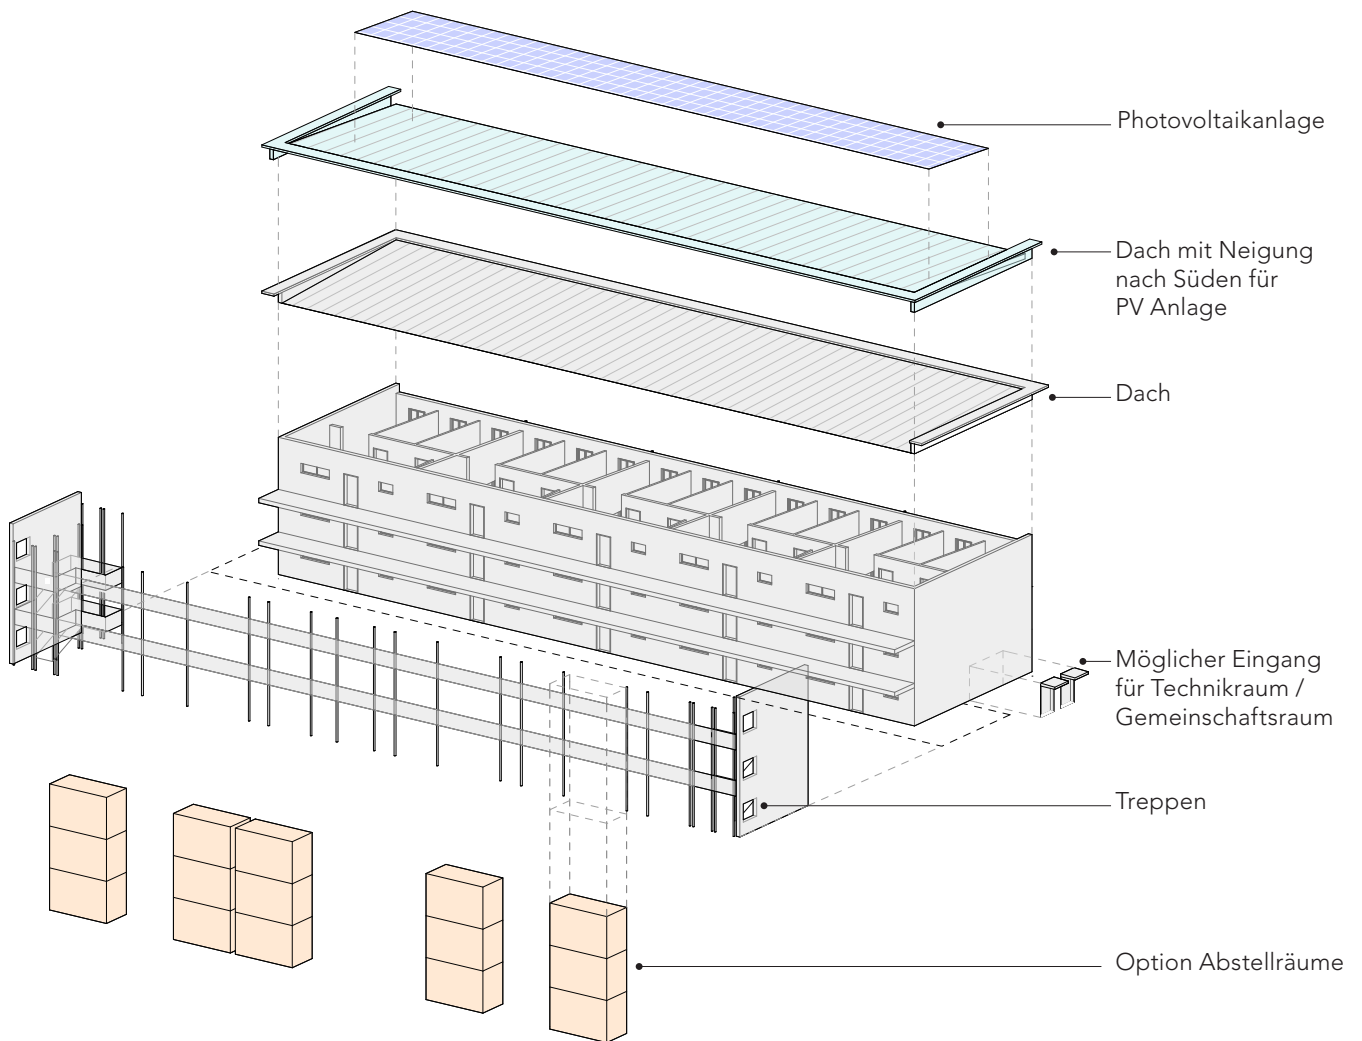 Photovoltaikanlage
Dach mit Neigung
nach Süden für
PV Anlage
Dach
Möglicher Eingang
für Technikraum /
Gemeinschaftsraum
Treppen
Option Abstellräume